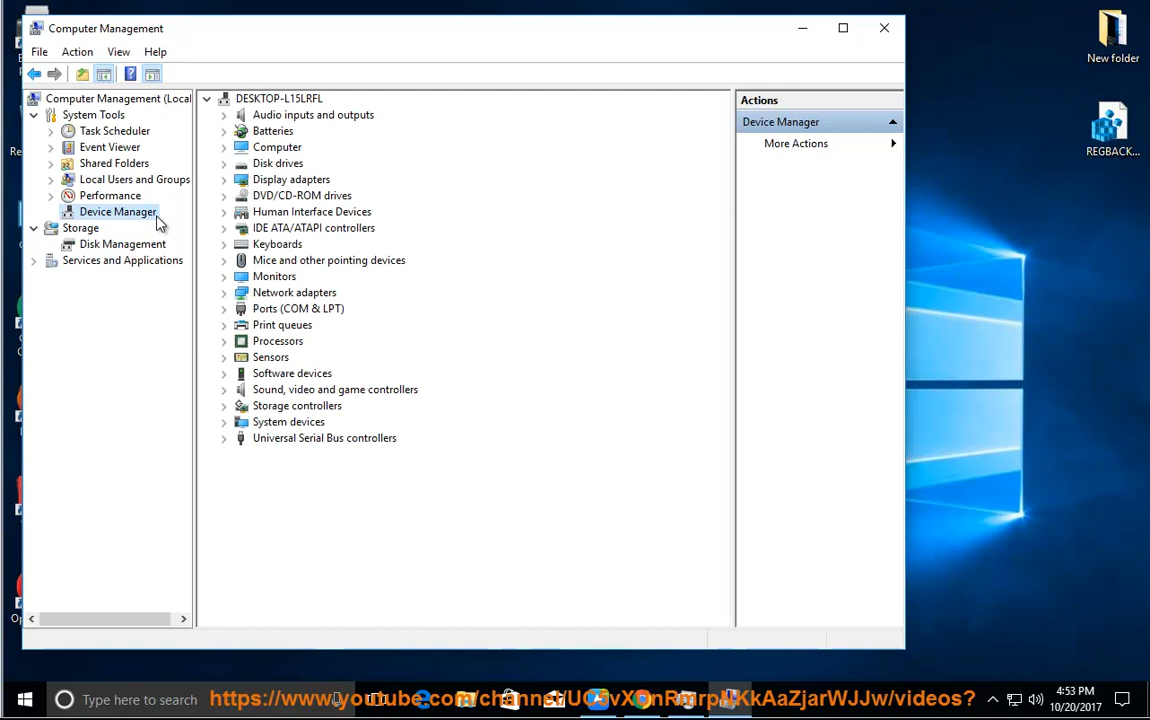 Computer Management
File Action View Help
Computer Management (Local
System Tools
Task Scheduler
Event Viewer
Shared Folders
Local Users and Groups
Performance
Device Manager
Storage
Disk Management
Services and Applications
DESKTOP-L15LRFL
Audio inputs and outputs
Batteries
Computer
Disk drives
Display adapters
DVD/CD-ROM drives
Human Interface Devices
IDE ATA/ATAPI controllers
Keyboards
Mice and other pointing devices
Monitors
Network adapters
Ports (COM & LPT)
Print queues
Processors
Sensors
Software devices
Sound, video and game controllers
Storage controllers
System devices
Universal Serial Bus controllers
Actions
Device Manager
More Actions
New folder
REGBACK...
Type here to search
4:53 PM
10/20/2017